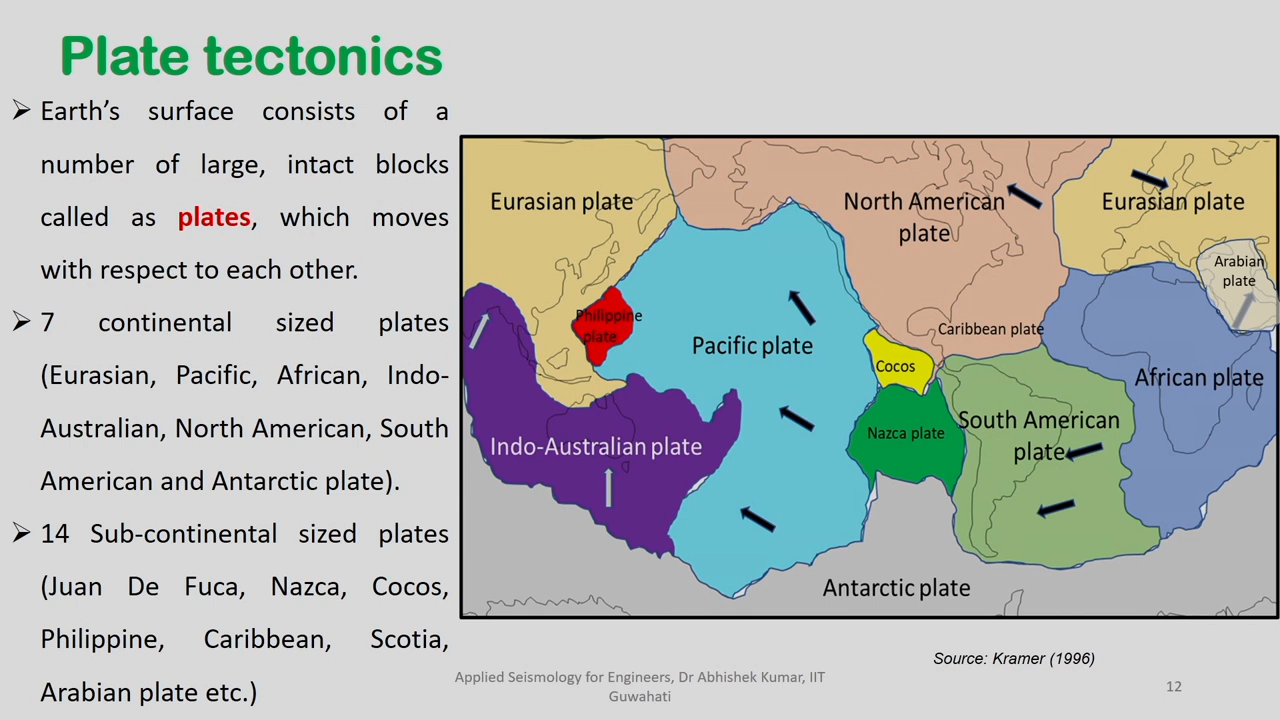 Plate tectonics
➢ Earth’s surface consists of a
number of large, intact blocks
called as plates, which moves
with respect to each other.
➢ 7 continental sized plates
(Eurasian, Pacific, African, Indo-
Australian, North American, South
American and Antarctic plate).
➢ 14 Sub-continental sized plates
(Juan De Fuca, Nazca, Cocos,
Philippine, Caribbean, Scotia,
Arabian plate etc.)
Eurasian plate
North American
plate
Eurasian plate
Arabian
plate
Philippine
plate
Pacific plate
Caribbean plate
Cocos
African plate
Indo-Australian plate
Nazca plate
South American
plate
Antarctic plate
Source: Kramer (1996)
Applied Seismology for Engineers, Dr Abhishek Kumar, IIT
Guwahati
12